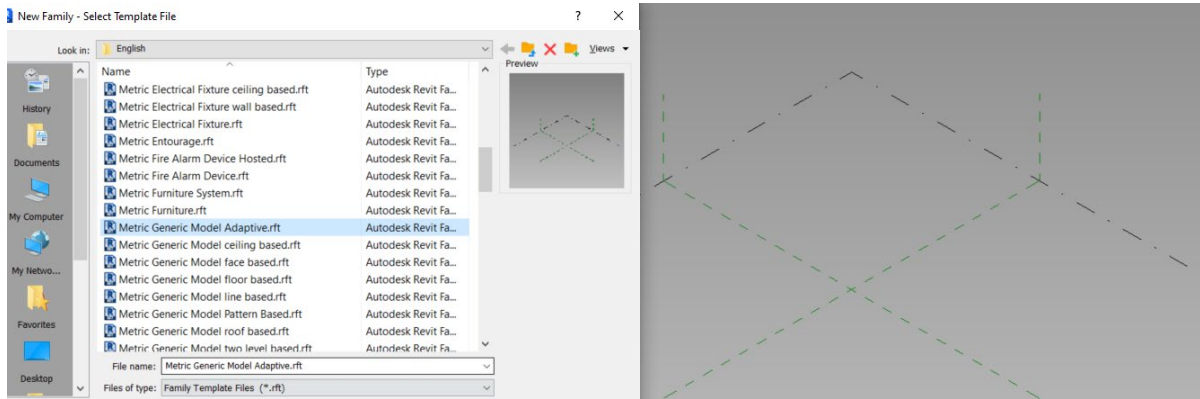 New Family - Select Template File ? X
Look in: English Views
Name Type Preview
Metric Electrical Fixture ceiling based.rft Autodesk Revit Fa...
Metric Electrical Fixture wall based.rft Autodesk Revit Fa...
Metric Electrical Fixture.rft Autodesk Revit Fa...
Metric Entourage.rft Autodesk Revit Fa...
Metric Fire Alarm Device Hosted.rft Autodesk Revit Fa...
Metric Fire Alarm Device.rft Autodesk Revit Fa...
Metric Furniture System.rft Autodesk Revit Fa...
Metric Furniture.rft Autodesk Revit Fa...
Metric Generic Model Adaptive.rft Autodesk Revit Fa...
Metric Generic Model ceiling based.rft Autodesk Revit Fa...
Metric Generic Model face based.rft Autodesk Revit Fa...
Metric Generic Model floor based.rft Autodesk Revit Fa...
Metric Generic Model line based.rft Autodesk Revit Fa...
Metric Generic Model Pattern Based.rft Autodesk Revit Fa...
Metric Generic Model roof based.rft Autodesk Revit Fa...
Metric Generic Model two level based.rft Autodesk Revit Fa...
History
Documents
My Computer
My Netwo...
Favorites
Desktop
File name: Metric Generic Model Adaptive.rft
Files of type: Family Template Files (*.rft)